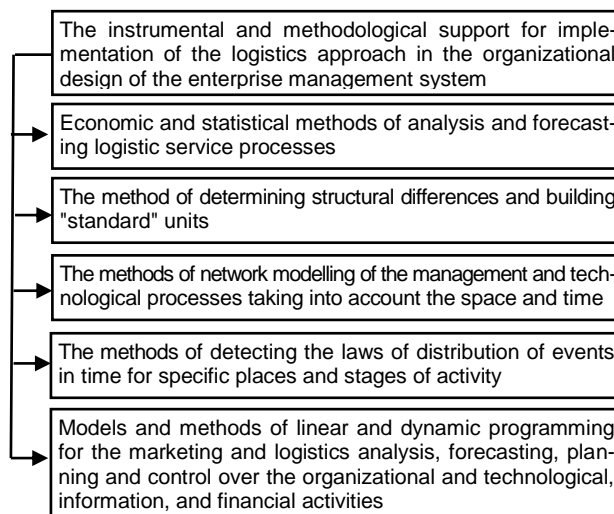 The instrumental and methodological support for imple-
mentation of the logistics approach in the organizational
design of the enterprise management system
Economic and statistical methods of analysis and forecast-
ing logistic service processes
The method of determining structural differences and building
"standard" units
The methods of network modelling of the management and tech-
nological processes taking into account the space and time
The methods of detecting the laws of distribution of events
in time for specific places and stages of activity
Models and methods of linear and dynamic programming
for the marketing and logistics analysis, forecasting, plan-
ning and control over the organizational and technological,
information, and financial activities